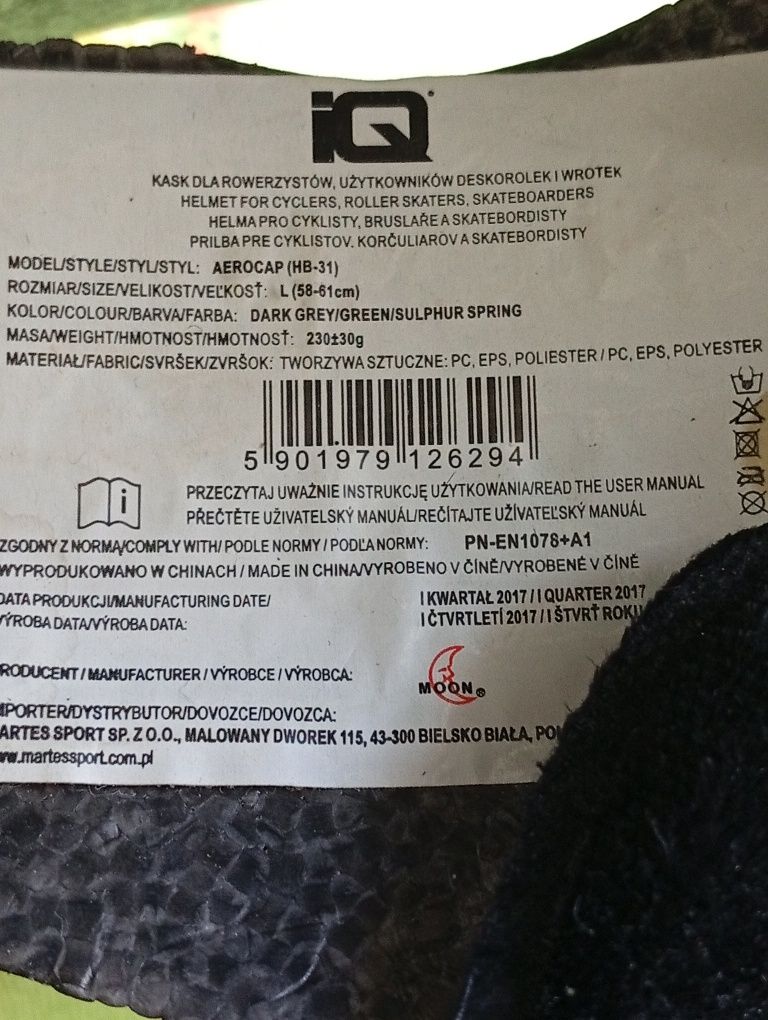 iQ
KASK DLA ROWERZYSTÓW, UŻYTKOWNIKÓW DESKOROLEK I WROTEK
HELMET FOR CYCLERS, ROLLER SKATERS, SKATEBOARDERS
HELMA PRO CYKLISTY, BRUSLAŘE A SKATEBORDISTY
PRILBA PRE CYKLISTOV. KORČULIAROV A SKATEBORDISTY
MODEL/STYLE/STYL/STYL: AEROCAP (HB-31)
ROZMIAR/SIZE/VELIKOST/VEĽKOSŤ: L (58-61cm)
KOLOR/COLOUR/BARVA/FARBA: DARK GREY/GREEN/SULPHUR SPRING
MASA/WEIGHT/HMOTNOST/HMOTNOSŤ: 230±30g
MATERIAŁ/FABRIC/SVRŠEK/ZVRŠOK: TWORZYWA SZTUCZNE: PC, EPS, POLIESTER / PC, EPS, POLYESTER
5 901979 126294
PRZECZYTAJ UWAŻNIE INSTRUKCJĘ UŻYTKOWANIA/READ THE USER MANUAL
PŘEČTĚTE UŽIVATELSKÝ MANUÁL/REČÍTAJTE UŽÍVATEĽSKÝ MANUÁL
ZGODNY Z NORMĄ/COMPLY WITH/ PODLE NORMY / PODĽA NORMY: PN-EN1078+A1
WYPRODUKOWANO W CHINACH / MADE IN CHINA/VYROBENO V ČÍNĚ/VYROBENÉ V ČÍNĚ
DATA PRODUKCJI/MANUFACTURING DATE/ I KWARTAŁ 2017 / I QUARTER 2017
VÝROBA DATA/VÝROBA DATA: I ČTVRTLETÍ 2017 / I ŠTVRŤ ROKU
RODUCENT / MANUFACTURER / VÝROBCE / VÝROBCA: MOON®
MPORTER/DYSTRYBUTOR/DOVOZCE/DOVOZCA:
ARTES SPORT SP. Z O.O., MALOWANY DWOREK 115, 43-300 BIELSKO BIAŁA, PO
ww.martessport.com.pl